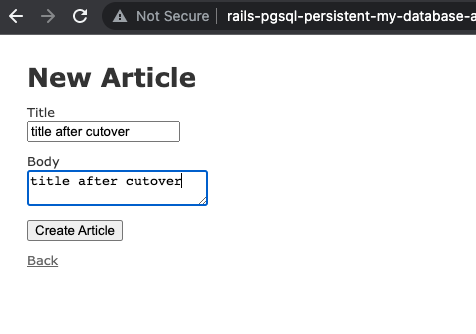 Not Secure rails-pgsql-persistent-my-database-a
New Article
Title
title after cutover
Body
title after cutover
Create Article
Back